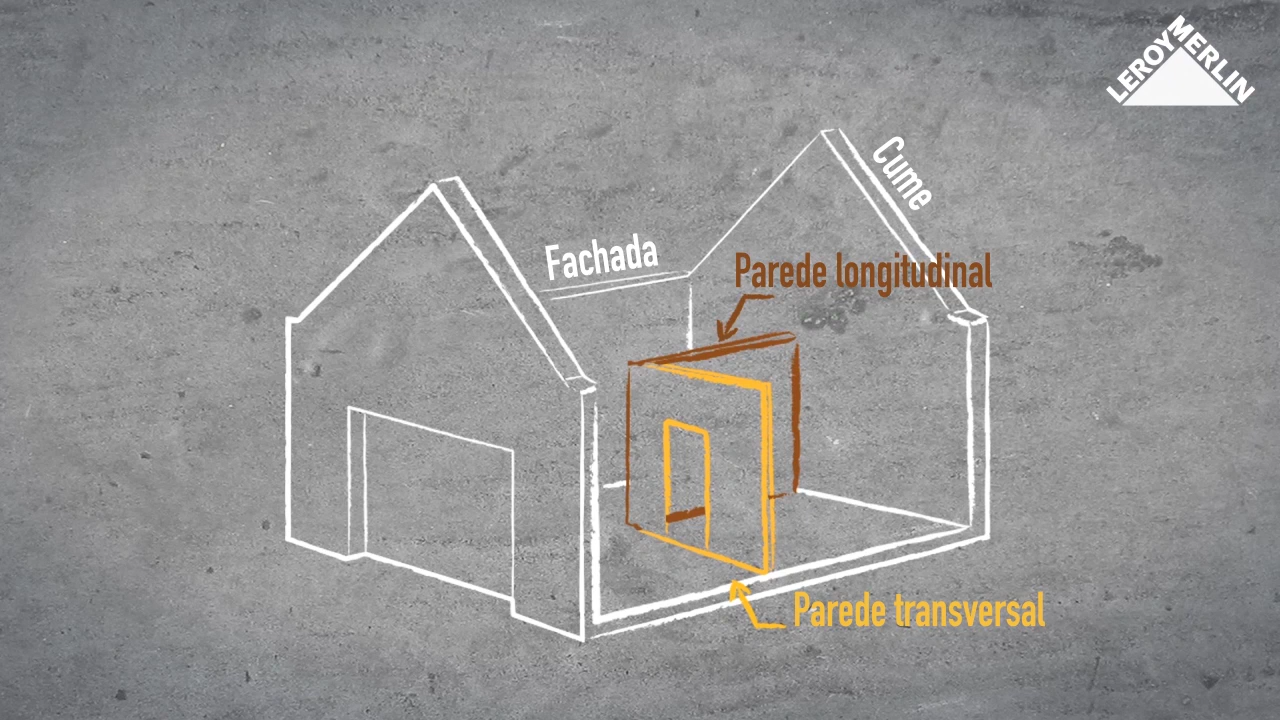 LEROY MERLIN
Cume
Fachada
Parede longitudinal
Parede transversal